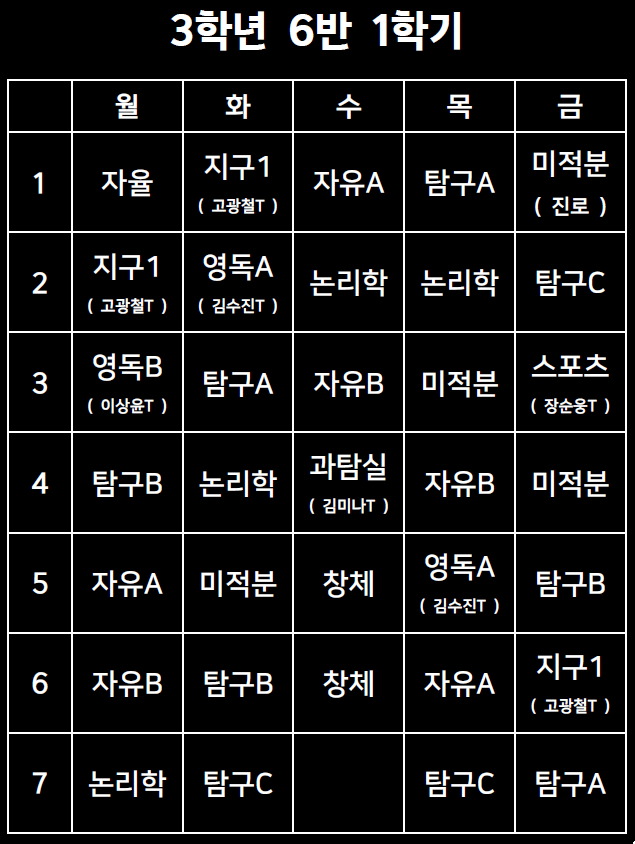 3학년 6반 1학기
월 화 수 목 금
1 자율 지구1 ( 고광철T ) 자유A 탐구A 미적분 ( 진로 )
2 지구1 ( 고광철T ) 영독A ( 김수진T ) 논리학 논리학 탐구C
3 영독B ( 이상윤T ) 탐구A 자유B 미적분 스포츠 ( 장순웅T )
4 탐구B 논리학 과탐실 ( 김미나T ) 자유B 미적분
5 자유A 미적분 창체 영독A ( 김수진T ) 탐구B
6 자유B 탐구B 창체 자유A 지구1 ( 고광철T )
7 논리학 탐구C 탐구C 탐구A